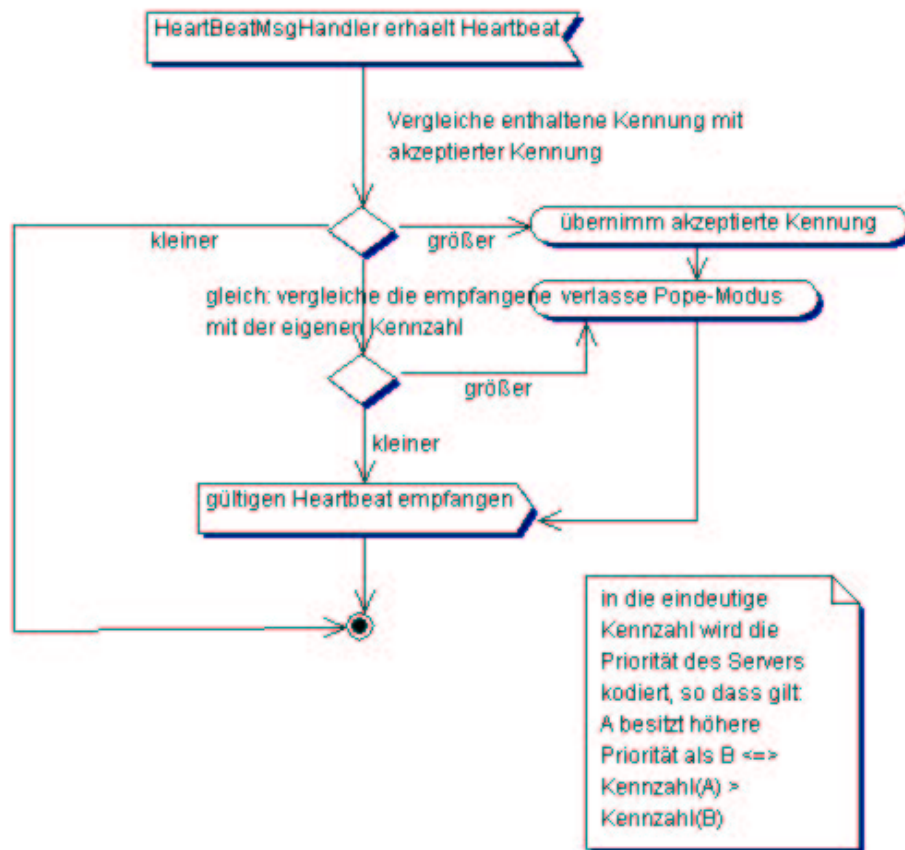 HeartBeatMsgHandler erhaelt Heartbeat
Vergleiche enthaltene Kennung mit
akzeptierter Kennung
kleiner
größer
übernimm akzeptierte Kennung
gleich: vergleiche die empfangene
mit der eigenen Kennzahl
verlasse Pope-Modus
größer
kleiner
gültigen Heartbeat empfangen
in die eindeutige
Kennzahl wird die
Priorität des Servers
kodiert, so dass gilt:
A besitzt höhere
Priorität als B <=>
Kennzahl(A) >
Kennzahl(B)